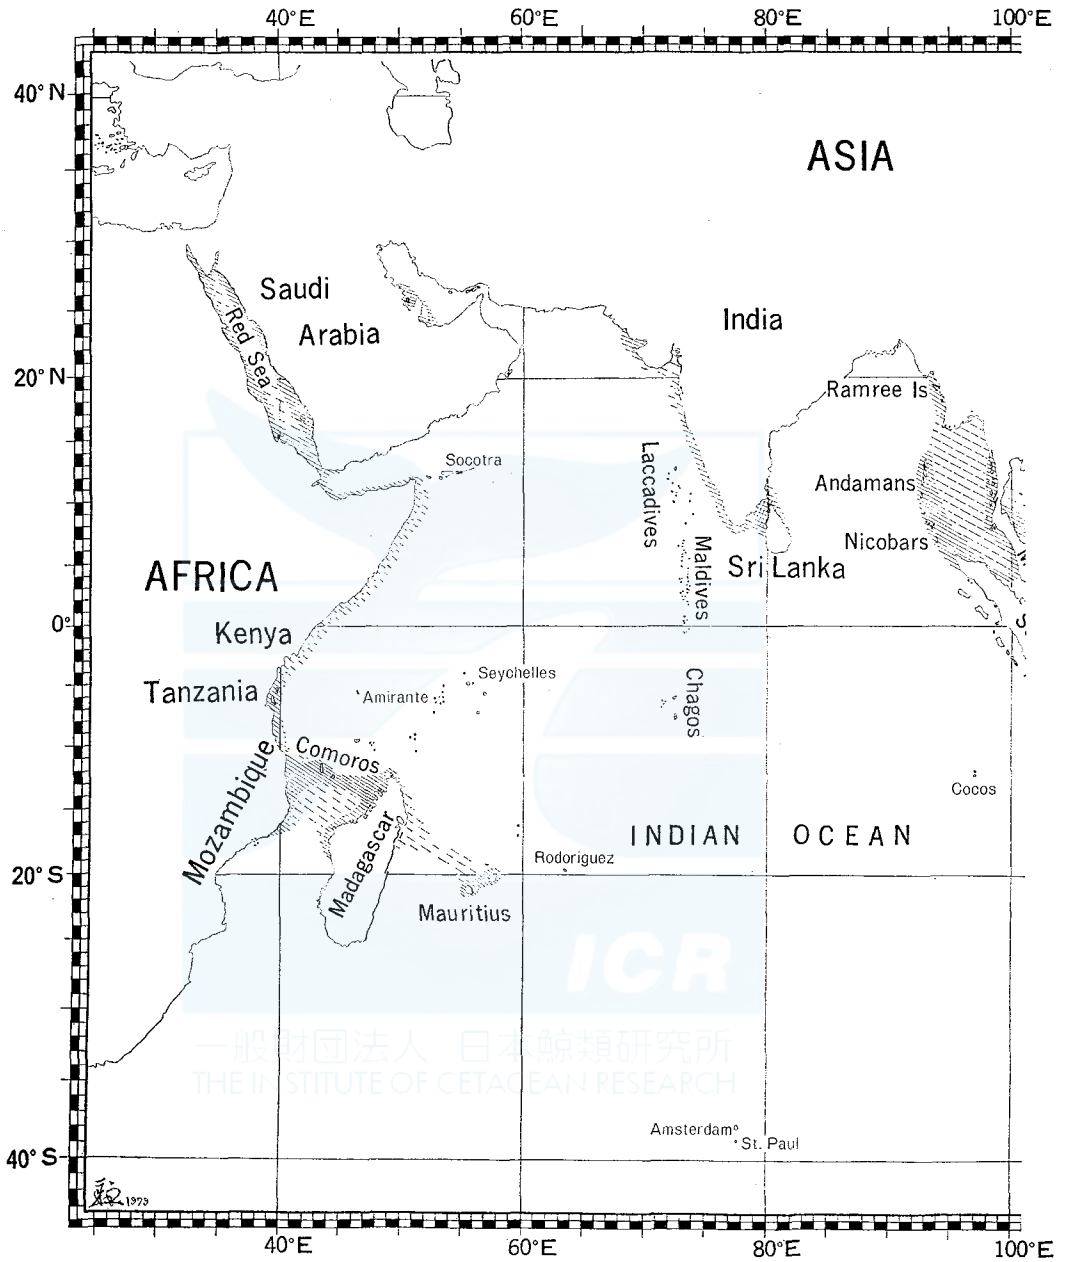 40°E 60°E 80°E 100°E
40°N
ASIA
Saudi
Arabia
India
Red Sea
20°N
Ramree Is
Socotra
Laccadives
Andamans
Nicobars
Maldives
Sri Lanka
AFRICA
0°
Kenya
Seychelles
Tanzania
Amirante
Chagos
Comoros
Mozambique
Cocos
INDIAN OCEAN
Madagascar
Rodoriguez
20°S
Mauritius
ICR
一般財団法人 日本鯨類研究所
THE INSTITUTE OF CETACEAN RESEARCH
Amsterdam
St. Paul
40°S
1979
40°E 60°E 80°E 100°E